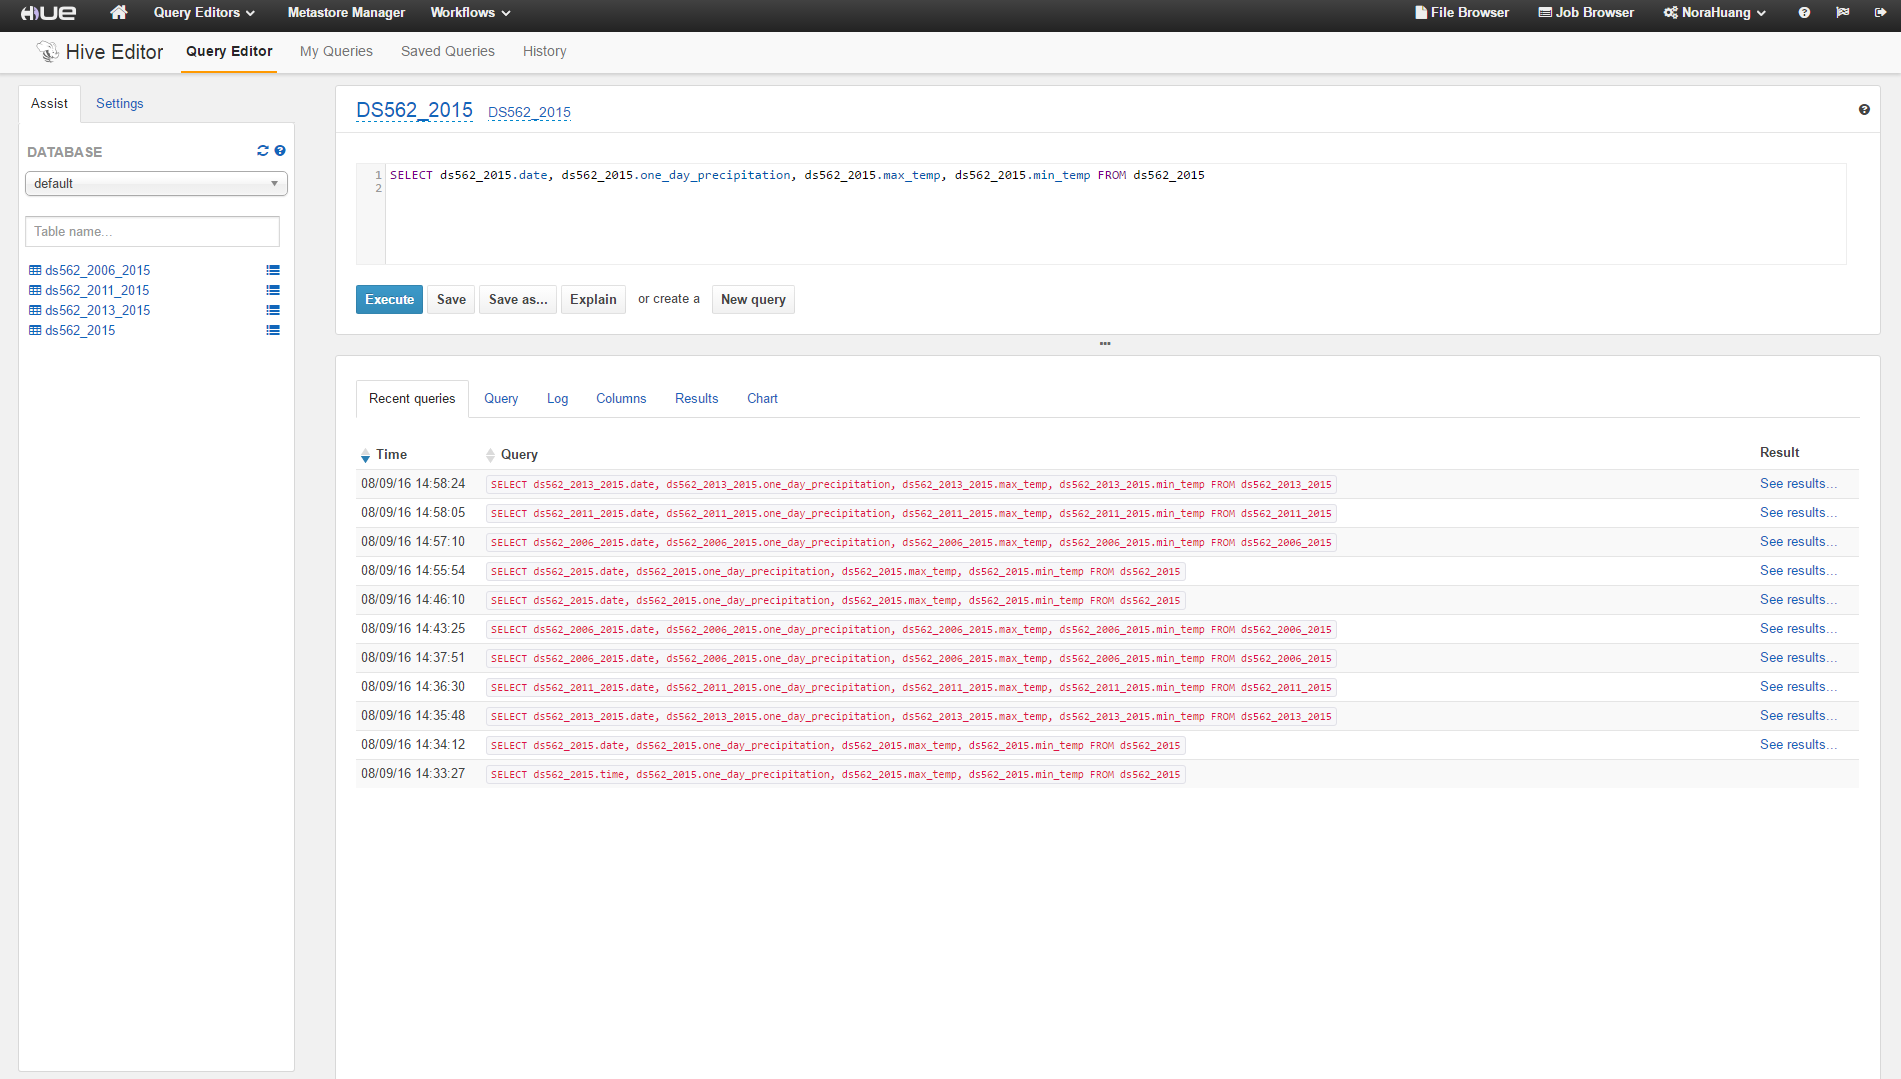 HUE Query Editors Metastore Manager Workflows File Browser Job Browser NoraHuang
Hive Editor Query Editor My Queries Saved Queries History
Assist Settings
DATABASE
default
Table name...
ds562_2006_2015
ds562_2011_2015
ds562_2013_2015
ds562_2015
DS562_2015 DS562_2015
1 SELECT ds562_2015.date, ds562_2015.one_day_precipitation, ds562_2015.max_temp, ds562_2015.min_temp FROM ds562_2015
2
Execute Save Save as... Explain or create a New query
Recent queries Query Log Columns Results Chart
Time Query Result
08/09/16 14:58:24 SELECT ds562_2013_2015.date, ds562_2013_2015.one_day_precipitation, ds562_2013_2015.max_temp, ds562_2013_2015.min_temp FROM ds562_2013_2015 See results...
08/09/16 14:58:05 SELECT ds562_2011_2015.date, ds562_2011_2015.one_day_precipitation, ds562_2011_2015.max_temp, ds562_2011_2015.min_temp FROM ds562_2011_2015 See results...
08/09/16 14:57:10 SELECT ds562_2006_2015.date, ds562_2006_2015.one_day_precipitation, ds562_2006_2015.max_temp, ds562_2006_2015.min_temp FROM ds562_2006_2015 See results...
08/09/16 14:55:54 SELECT ds562_2015.date, ds562_2015.one_day_precipitation, ds562_2015.max_temp, ds562_2015.min_temp FROM ds562_2015 See results...
08/09/16 14:46:10 SELECT ds562_2015.date, ds562_2015.one_day_precipitation, ds562_2015.max_temp, ds562_2015.min_temp FROM ds562_2015 See results...
08/09/16 14:43:25 SELECT ds562_2006_2015.date, ds562_2006_2015.one_day_precipitation, ds562_2006_2015.max_temp, ds562_2006_2015.min_temp FROM ds562_2006_2015 See results...
08/09/16 14:37:51 SELECT ds562_2006_2015.date, ds562_2006_2015.one_day_precipitation, ds562_2006_2015.max_temp, ds562_2006_2015.min_temp FROM ds562_2006_2015 See results...
08/09/16 14:36:30 SELECT ds562_2011_2015.date, ds562_2011_2015.one_day_precipitation, ds562_2011_2015.max_temp, ds562_2011_2015.min_temp FROM ds562_2011_2015 See results...
08/09/16 14:35:48 SELECT ds562_2013_2015.date, ds562_2013_2015.one_day_precipitation, ds562_2013_2015.max_temp, ds562_2013_2015.min_temp FROM ds562_2013_2015 See results...
08/09/16 14:34:12 SELECT ds562_2015.date, ds562_2015.one_day_precipitation, ds562_2015.max_temp, ds562_2015.min_temp FROM ds562_2015 See results...
08/09/16 14:33:27 SELECT ds562_2015.time, ds562_2015.one_day_precipitation, ds562_2015.max_temp, ds562_2015.min_temp FROM ds562_2015